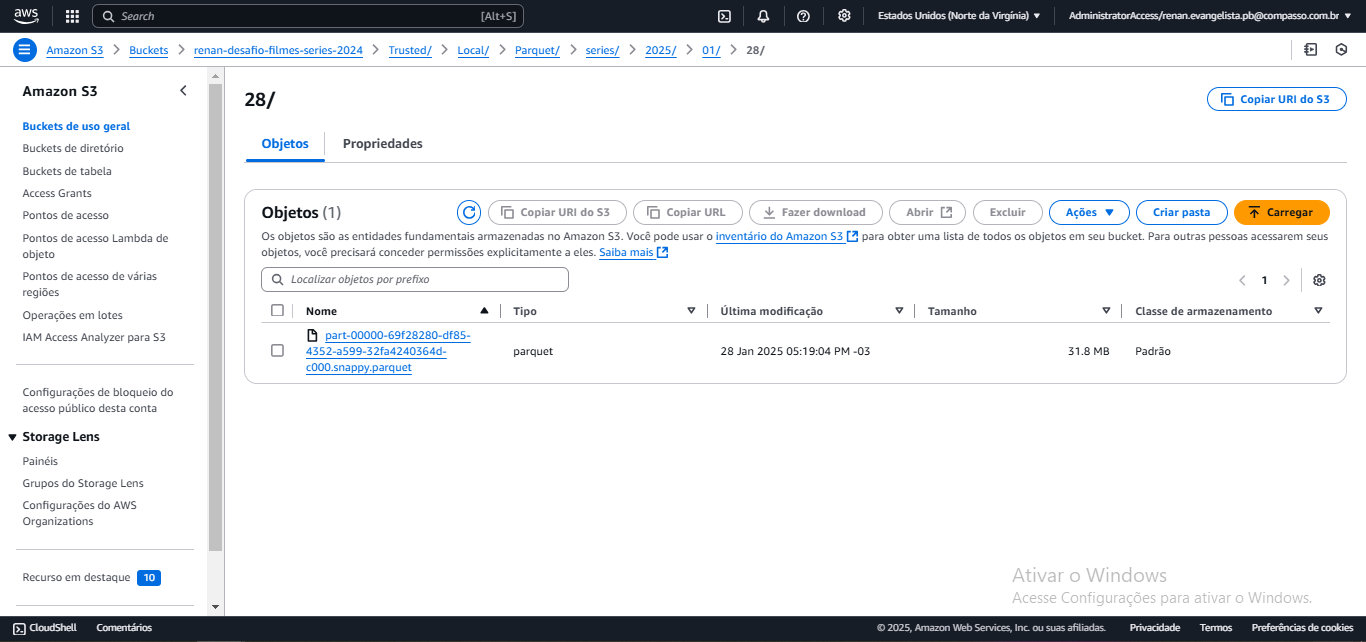 aws
Search [Alt+S]
Estados Unidos (Norte da Virgínia)
AdministratorAccess/renan.evangelista.pb@compasso.com.br
Amazon S3 > Buckets > renan-desafio-filmes-series-2024 > Trusted/ > Local/ > Parquet/ > series/ > 2025/ > 01/ > 28/
Amazon S3
Buckets de uso geral
Buckets de diretório
Buckets de tabela
Access Grants
Pontos de acesso
Pontos de acesso Lambda de
objeto
Pontos de acesso de várias
regiões
Operações em lotes
IAM Access Analyzer para S3
Configurações de bloqueio do
acesso público desta conta
Storage Lens
Painéis
Grupos do Storage Lens
Configurações do AWS
Organizations
Recurso em destaque 10
28/
Copiar URI do S3
Objetos
Propriedades
Objetos (1)
Copiar URI do S3
Copiar URL
Fazer download
Abrir
Excluir
Ações
Criar pasta
Carregar
Os objetos são as entidades fundamentais armazenadas no Amazon S3. Você pode usar o inventário do Amazon S3 para obter uma lista de todos os objetos em seu bucket. Para outras pessoas acessarem seus
objetos, você precisará conceder permissões explicitamente a eles. Saiba mais
Localizar objetos por prefixo
1
Nome
Tipo
Última modificação
Tamanho
Classe de armazenamento
part-00000-69f28280-df85-
4352-a599-32fa4240364d-
c000.snappy.parquet
parquet
28 Jan 2025 05:19:04 PM -03
31.8 MB
Padrão
Ativar o Windows
Acesse Configurações para ativar o Windows.
CloudShell
Comentários
© 2025, Amazon Web Services, Inc. ou suas afiliadas.
Privacidade
Termos
Preferências de cookies